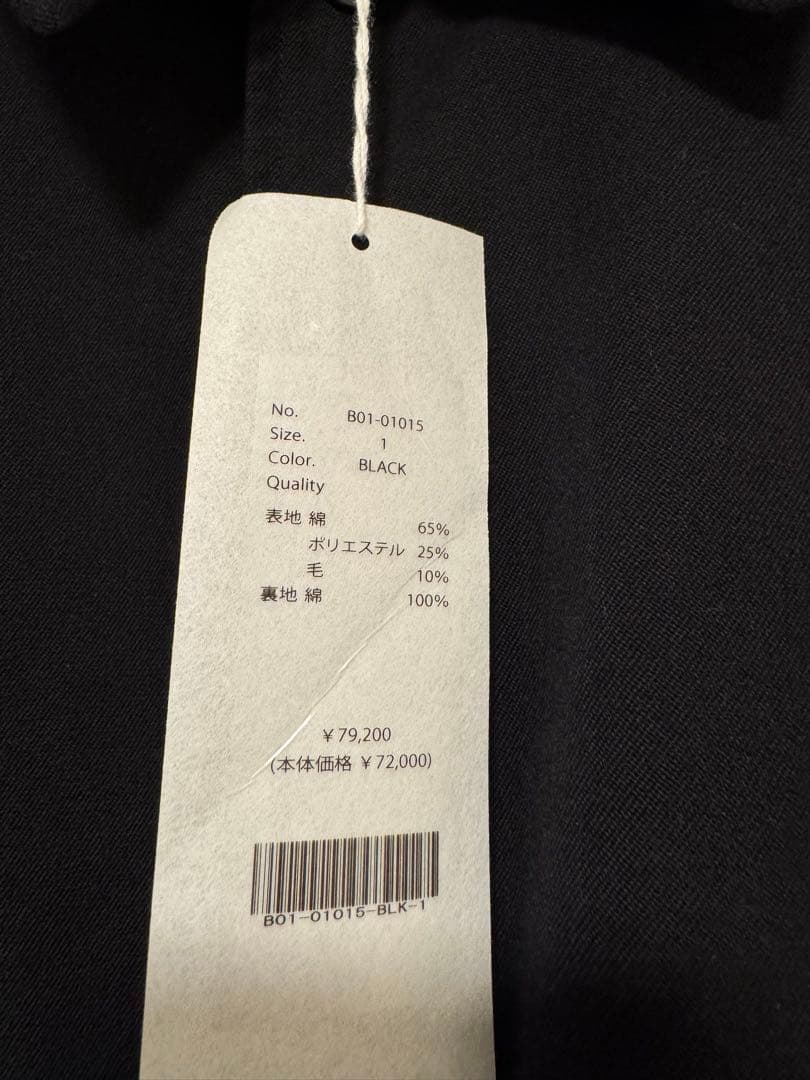 No. B01-01015
Size. 1
Color. BLACK
Quality
表地 綿 65%
ポリエステル 25%
毛 10%
裏地 綿 100%
¥79,200
(本体価格 ¥72,000)
B01-01015-BLK-1